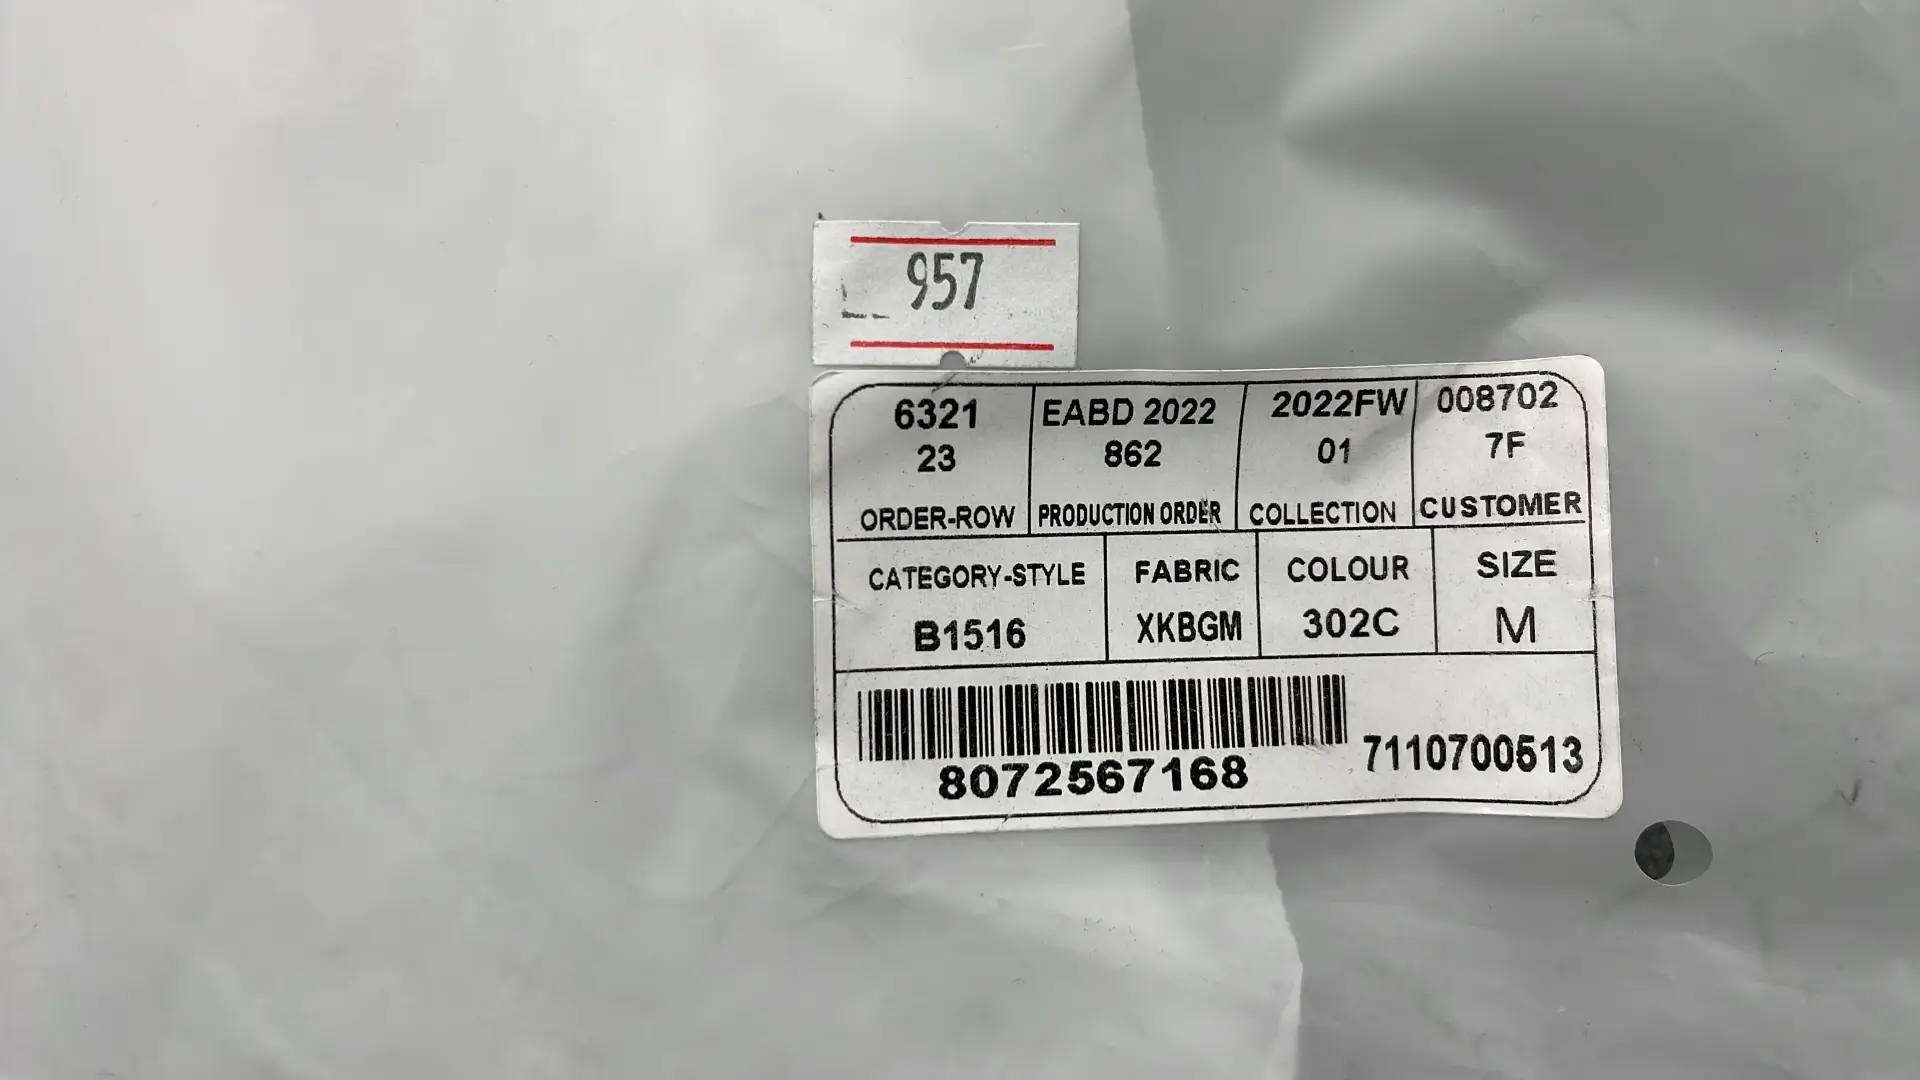 957
6321 EABD 2022 2022FW 008702
23 862 01 7F
ORDER-ROW PRODUCTION ORDER COLLECTION CUSTOMER
CATEGORY-STYLE FABRIC COLOUR SIZE
B1516 XKBGM 302C M
8072567168 7110700513